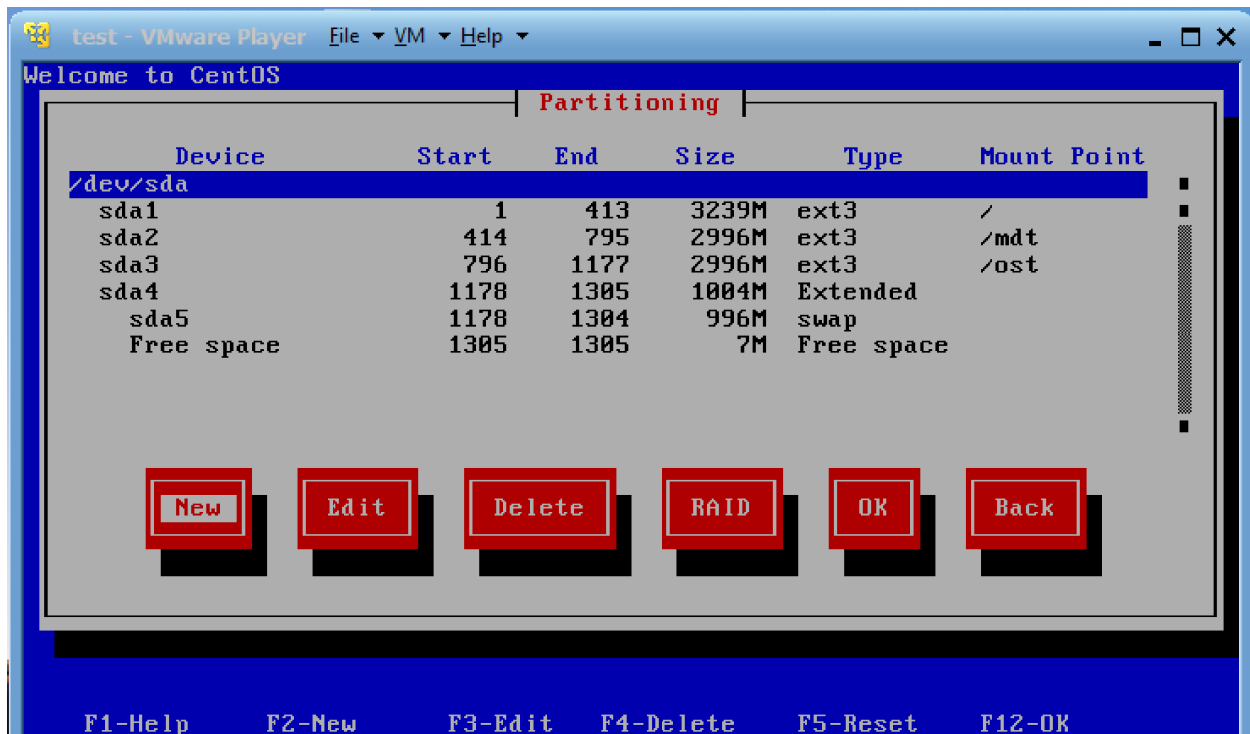 test - VMware Player File VM Help
Welcome to CentOS
Partitioning
Device Start End Size Type Mount Point
/dev/sda
sda1 1 413 3239M ext3 /
sda2 414 795 2996M ext3 /mdt
sda3 796 1177 2996M ext3 /ost
sda4 1178 1305 1004M Extended
sda5 1178 1304 996M swap
Free space 1305 1305 7M Free space
New Edit Delete RAID OK Back
F1-Help F2-New F3-Edit F4-Delete F5-Reset F12-OK